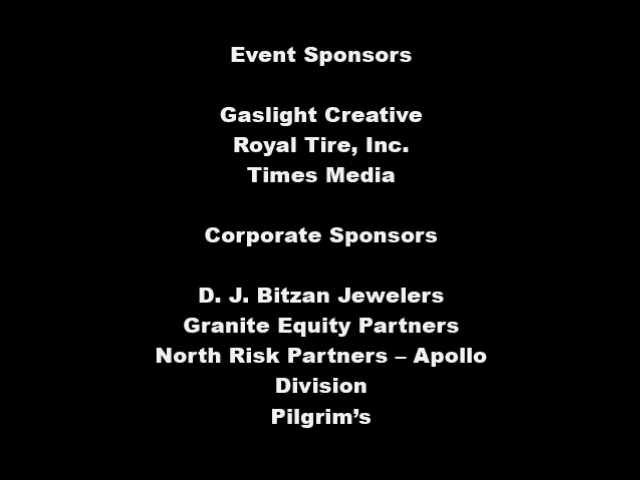 Event Sponsors
Gaslight Creative
Royal Tire, Inc.
Times Media
Corporate Sponsors
D. J. Bitzan Jewelers
Granite Equity Partners
North Risk Partners – Apollo
Division
Pilgrim’s